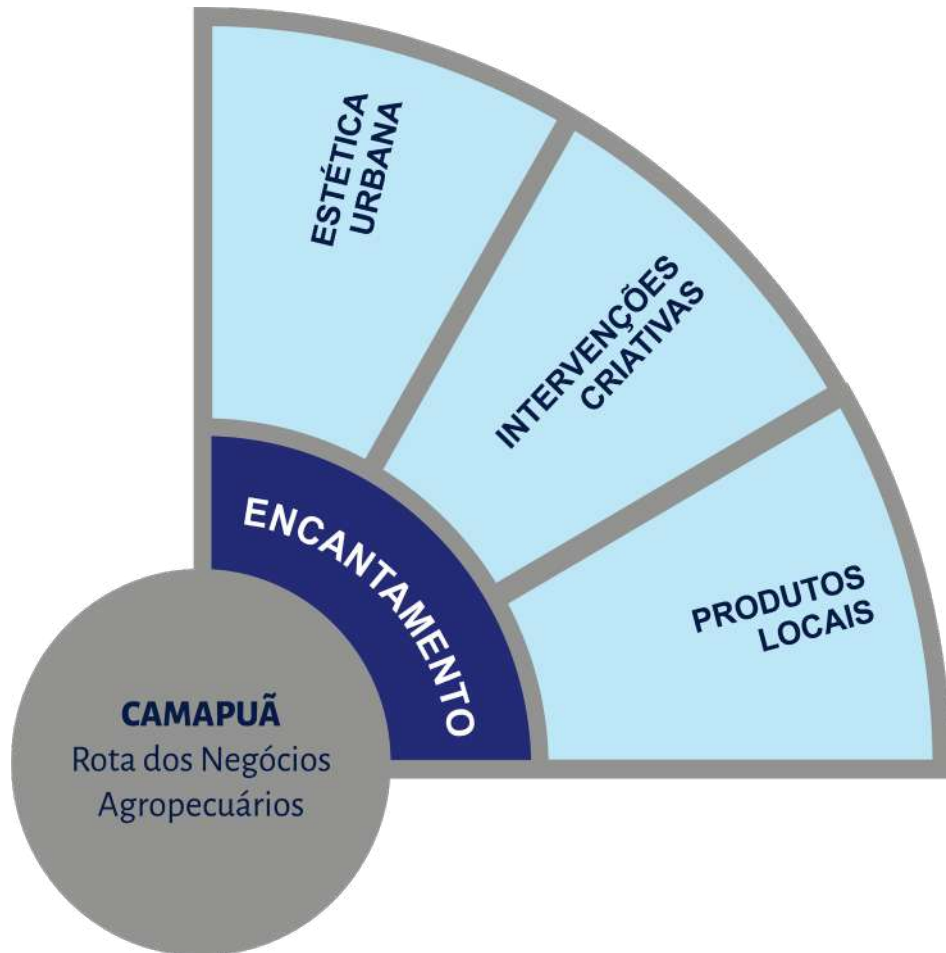 ESTÉTICA
URBANA
INTERVENÇÕES
CRIATIVAS
PRODUTOS
LOCAIS
ENCANTAMENTO
CAMAPUÃ
Rota dos Negócios
Agropecuários